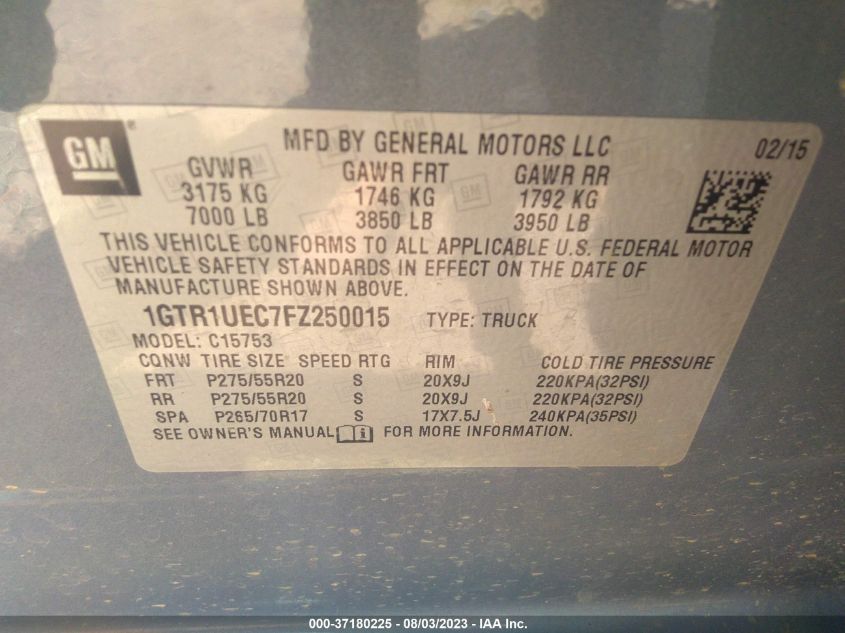 GM ®
MFD BY GENERAL MOTORS LLC 02/15
GVWR GAWR FRT GAWR RR
3175 KG 1746 KG 1792 KG
7000 LB 3850 LB 3950 LB
THIS VEHICLE CONFORMS TO ALL APPLICABLE U.S. FEDERAL MOTOR
VEHICLE SAFETY STANDARDS IN EFFECT ON THE DATE OF
MANUFACTURE SHOWN ABOVE.
1GTR1UEC7FZ250015 TYPE: TRUCK
MODEL: C15753
CQNW TIRE SIZE SPEED RTG RIM COLD TIRE PRESSURE
FRT P275/55R20 S 20X9J 220KPA(32PSI)
RR P275/55R20 S 20X9J 220KPA(32PSI)
SPA P265/70R17 S 17X7.5J 240KPA(35PSI)
SEE OWNER'S MANUAL FOR MORE INFORMATION.
000-37180225 - 08/03/2023 - IAA Inc.